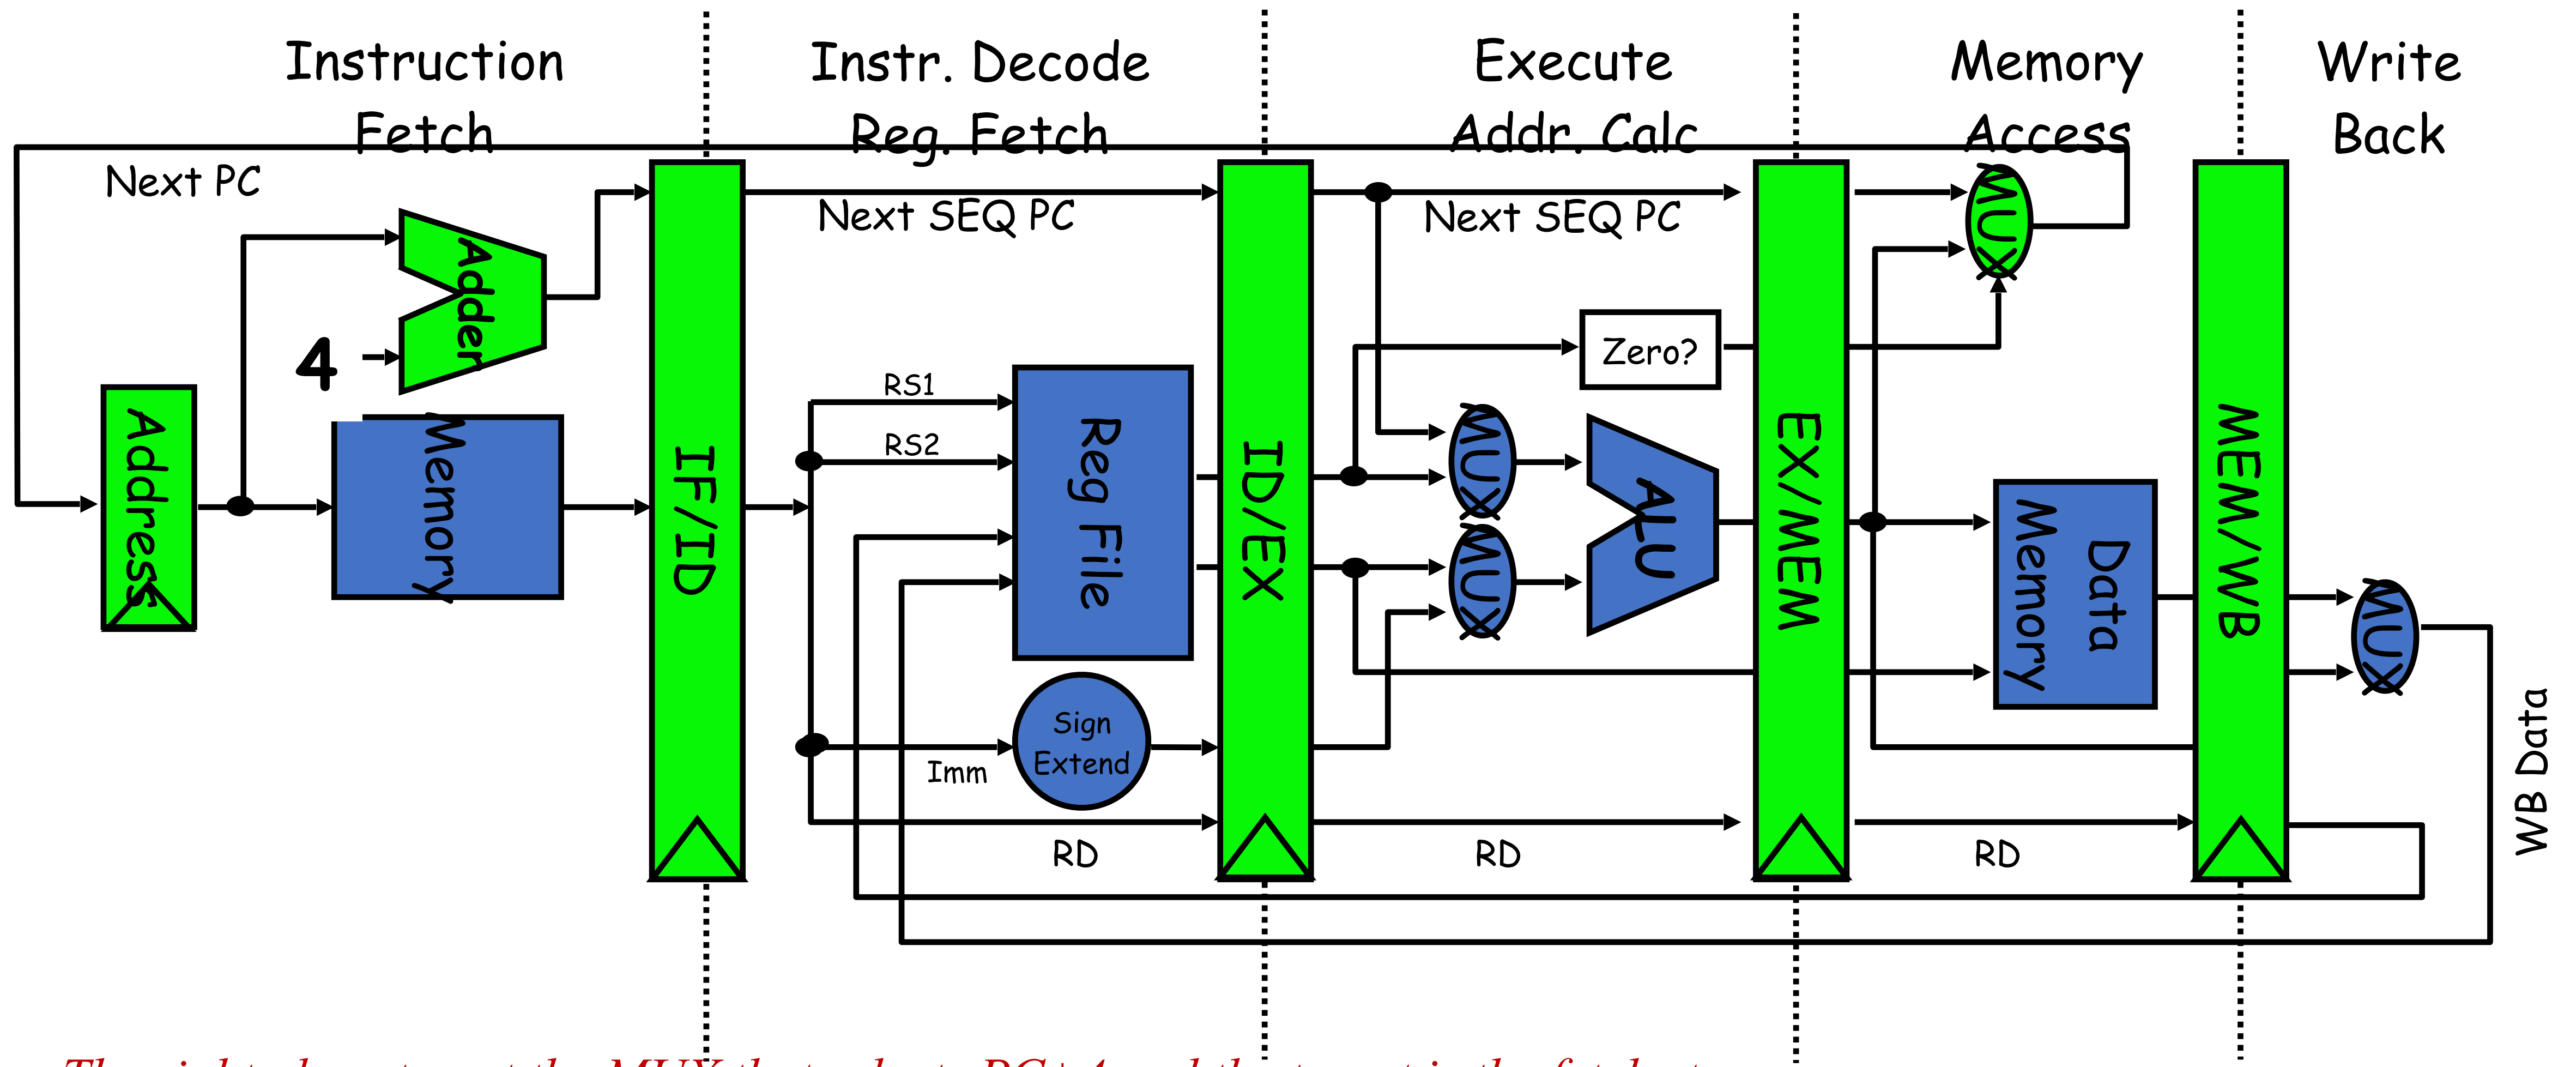 Instruction
Fetch
Instr. Decode
Reg. Fetch
Execute
Addr. Calc
Memory
Access
Write
Back
Next PC
Adder
4
Address
Memory
IF/ID
Next SEQ PC
RS1
RS2
Reg File
Sign
Extend
Imm
RD
ID/EX
Next SEQ PC
Zero?
MUX
MUX
ALU
RD
EX/MEM
MUX
Data
Memory
RD
MEM/WB
MUX
WB Data